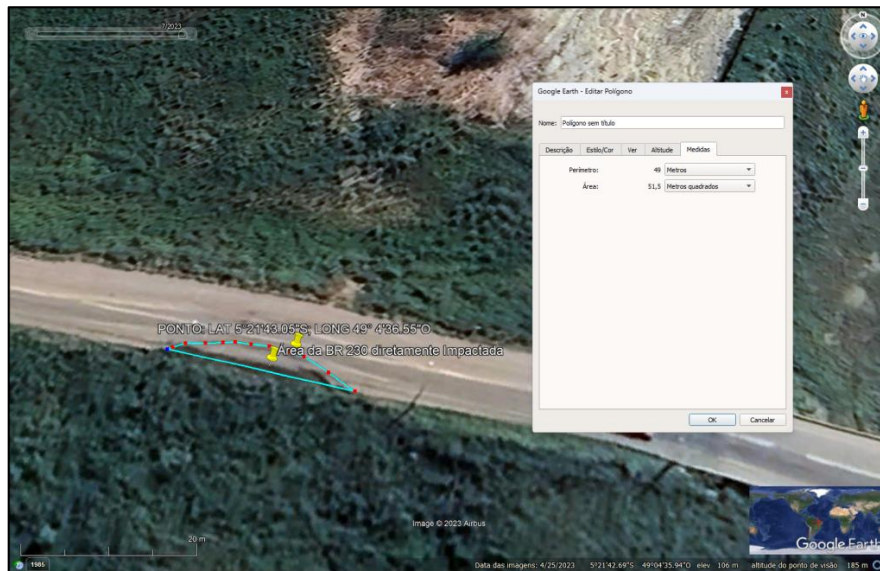 7/2023
N
Google Earth - Editar Polígono
Nome: Polígono sem título
Descrição Estilo/Cor Ver Altitude Medidas
Perímetro: 49 Metros
Área: 51,5 Metros quadrados
PONTO: LAT 5°21'43.05"S; LONG 49° 4'36.55"O
Área da BR 230 diretamente Impactada
OK Cancelar
Image © 2023 Airbus
20 m
Google Earth
1985 Data das imagens: 4/25/2023 5°21'42.69"S 49°04'35.94"O elev 106 m altitude do ponto de visão 185 m